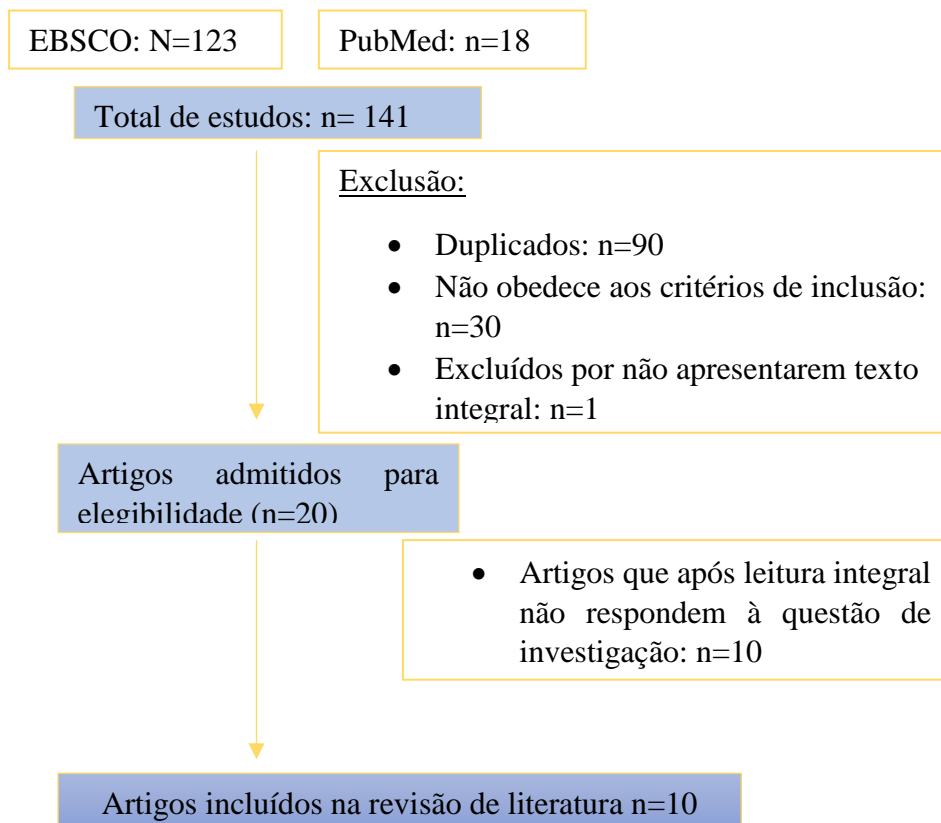 EBSCO: N=123
PubMed: n=18
Total de estudos: n= 141
Exclusão:
• Duplicados: n=90
• Não obedece aos critérios de inclusão:
n=30
• Excluídos por não apresentarem texto
integral: n=1
Artigos admitidos para
elegibilidade (n=20)
• Artigos que após leitura integral
não respondem à questão de
investigação: n=10
Artigos incluídos na revisão de literatura n=10